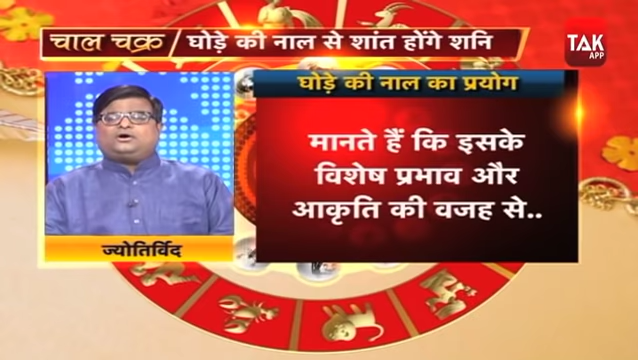 चाल चक्र / घोड़े की नाल से शांत होंगे शनि
TAK
APP
घोड़े की नाल का प्रयोग
मानते हैं कि इसके
विशेष प्रभाव और
आकृति की वजह से..
ज्योतिर्विद